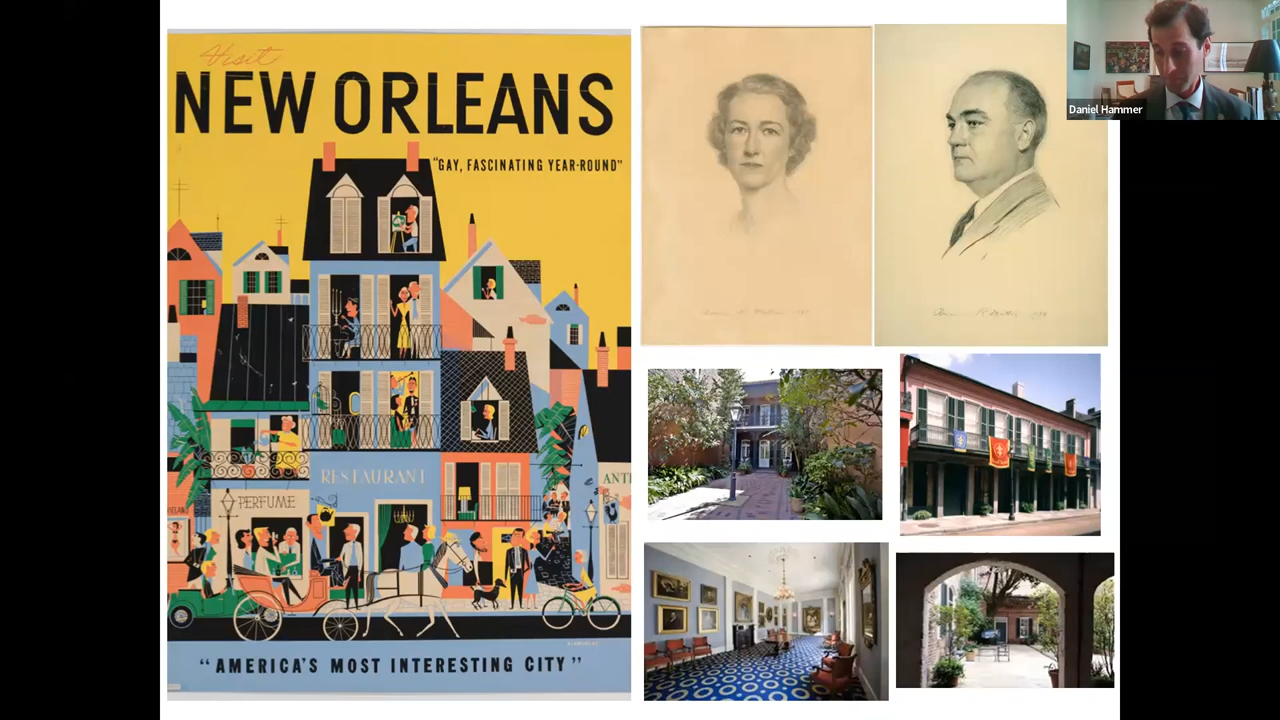 Visit
NEW ORLEANS
"GAY, FASCINATING YEAR-ROUND"
RESTAURANT
ANTI
PERFUME
"AMERICA'S MOST INTERESTING CITY"
Daniel Hammer